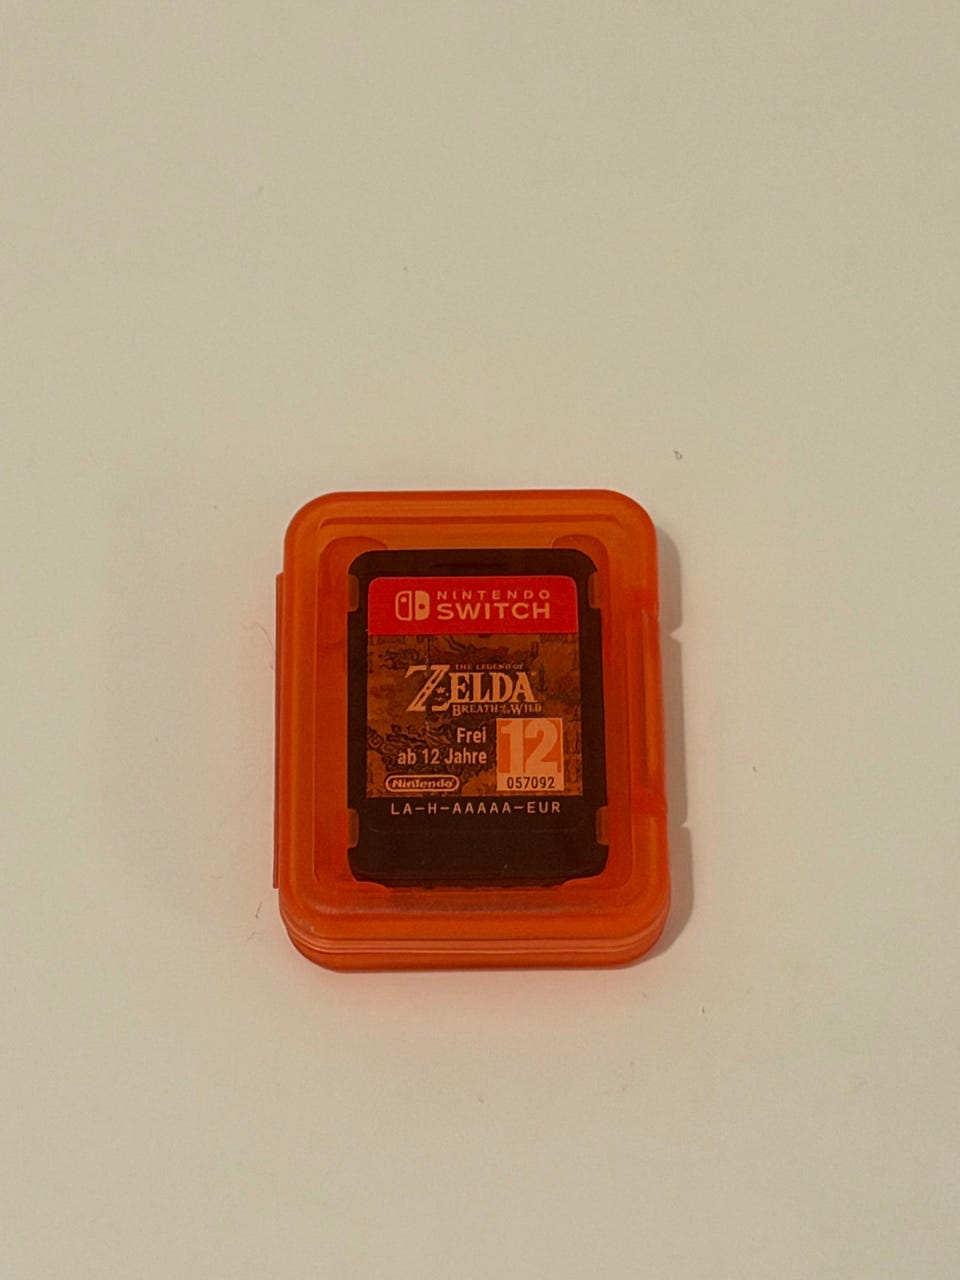 NINTENDO
SWITCH
THE LEGEND OF
ZELDA
BREATH OF THE WILD
Frei
ab 12 Jahre
12
057092
Nintendo
LA-H-AAAAA-EUR